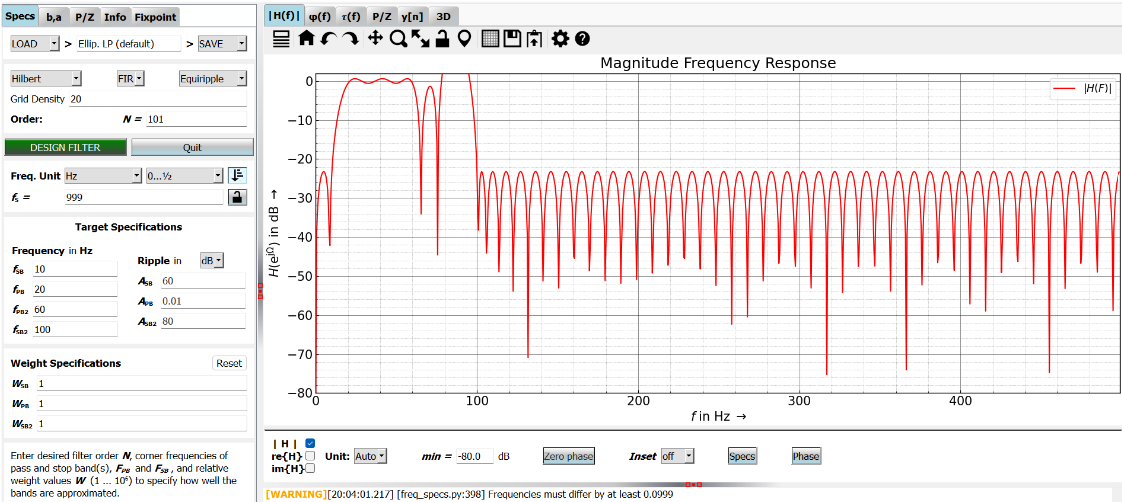 Specs b,a P/Z Info Fixpoint
LOAD > Ellip. LP (default) > SAVE
Hilbert FIR Equiripple
Grid Density 20
Order: N = 101
DESIGN FILTER Quit
Freq. Unit Hz 0...½
fs = 999
Target Specifications
Frequency in Hz
Ripple in dB
fSB 10
fPB 20
fPB2 60
fSB2 100
ASB 60
APB 0.01
ASB2 80
Weight Specifications Reset
WSB 1
WPB 1
WSB2 1
Enter desired filter order N, corner frequencies of
pass and stop band(s), FPB and FSB, and relative
weight values W (1 ... 10⁶) to specify how well the
bands are approximated.
|H(f)| φ(f) τ(f) P/Z y[n] 3D
Magnitude Frequency Response
|H(F)|
H(e^jΩ) in dB →
0
−10
−20
−30
−40
−50
−60
−70
−80
0 100 200 300 400
f in Hz →
| H |
re{H}
im{H}
Unit: Auto min = -80.0 dB Zero phase Inset off Specs Phase
[WARNING][20:04:01.217] [freq_specs.py:398] Frequencies must differ by at least 0.0999